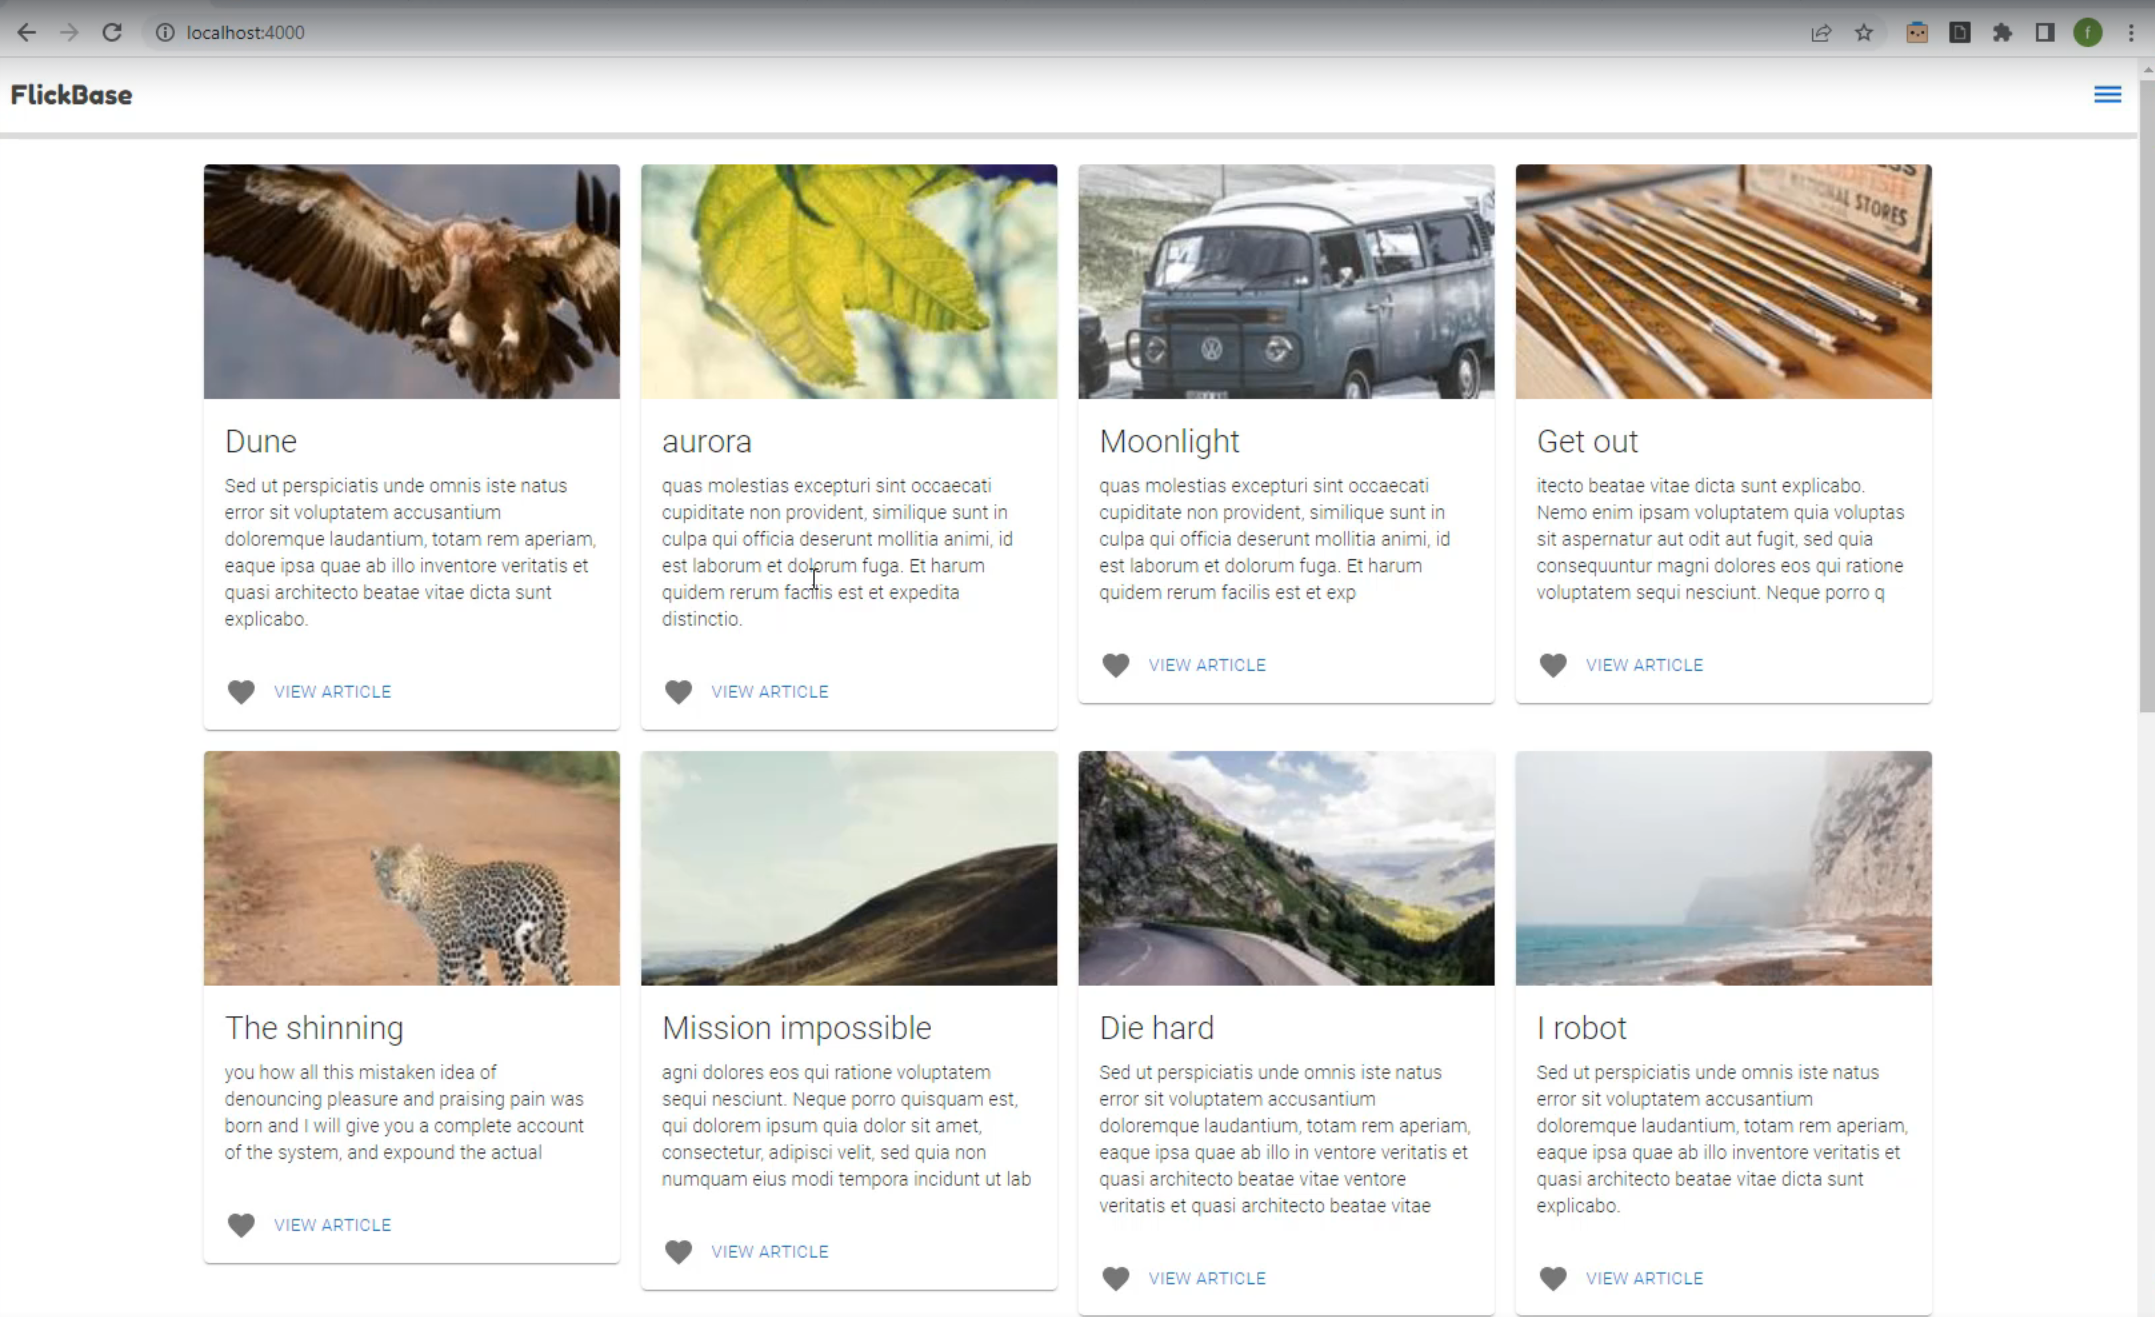 localhost:4000
f
FlickBase
NATIONAL STORES
Dune
Sed ut perspiciatis unde omnis iste natus
error sit voluptatem accusantium
doloremque laudantium, totam rem aperiam,
eaque ipsa quae ab illo inventore veritatis et
quasi architecto beatae vitae dicta sunt
explicabo.
VIEW ARTICLE
aurora
quas molestias excepturi sint occaecati
cupiditate non provident, similique sunt in
culpa qui officia deserunt mollitia animi, id
est laborum et dolorum fuga. Et harum
quidem rerum facilis est et expedita
distinctio.
VIEW ARTICLE
Moonlight
quas molestias excepturi sint occaecati
cupiditate non provident, similique sunt in
culpa qui officia deserunt mollitia animi, id
est laborum et dolorum fuga. Et harum
quidem rerum facilis est et exp
VIEW ARTICLE
Get out
itecto beatae vitae dicta sunt explicabo.
Nemo enim ipsam voluptatem quia voluptas
sit aspernatur aut odit aut fugit, sed quia
consequuntur magni dolores eos qui ratione
voluptatem sequi nesciunt. Neque porro q
VIEW ARTICLE
The shinning
you how all this mistaken idea of
denouncing pleasure and praising pain was
born and I will give you a complete account
of the system, and expound the actual
VIEW ARTICLE
Mission impossible
agni dolores eos qui ratione voluptatem
sequi nesciunt. Neque porro quisquam est,
qui dolorem ipsum quia dolor sit amet,
consectetur, adipisci velit, sed quia non
numquam eius modi tempora incidunt ut lab
VIEW ARTICLE
Die hard
Sed ut perspiciatis unde omnis iste natus
error sit voluptatem accusantium
doloremque laudantium, totam rem aperiam,
eaque ipsa quae ab illo in ventore veritatis et
quasi architecto beatae vitae ventore
veritatis et quasi architecto beatae vitae
VIEW ARTICLE
I robot
Sed ut perspiciatis unde omnis iste natus
error sit voluptatem accusantium
doloremque laudantium, totam rem aperiam,
eaque ipsa quae ab illo inventore veritatis et
quasi architecto beatae vitae dicta sunt
explicabo.
VIEW ARTICLE